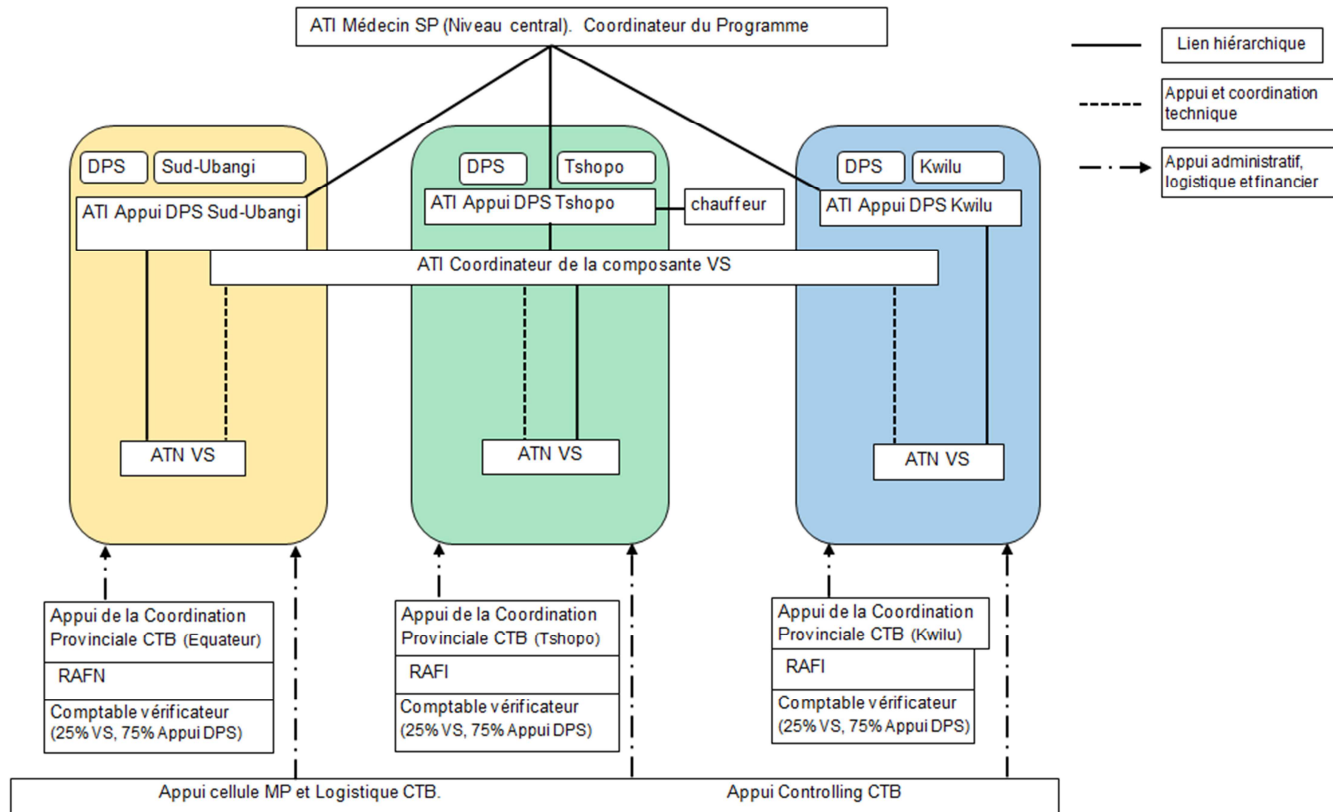 ATI Médecin SP (Niveau central). Coordinateur du Programme
Lien hiérarchique
Appui et coordination
technique
Appui administratif,
logistique et financier
DPS
Sud-Ubangi
ATI Appui DPS Sud-Ubangi
DPS
Tshopo
ATI Appui DPS Tshopo
chauffeur
DPS
Kwilu
ATI Appui DPS Kwilu
ATI Coordinateur de la composante VS
ATN VS
ATN VS
ATN VS
Appui de la Coordination
Provinciale CTB (Equateur)
RAFN
Comptable vérificateur
(25% VS, 75% Appui DPS)
Appui de la Coordination
Provinciale CTB (Tshopo)
RAFI
Comptable vérificateur
(25% VS, 75% Appui DPS)
Appui de la Coordination
Provinciale CTB (Kwilu)
RAFI
Comptable vérificateur
(25% VS, 75% Appui DPS)
Appui cellule MP et Logistique CTB.
Appui Controlling CTB